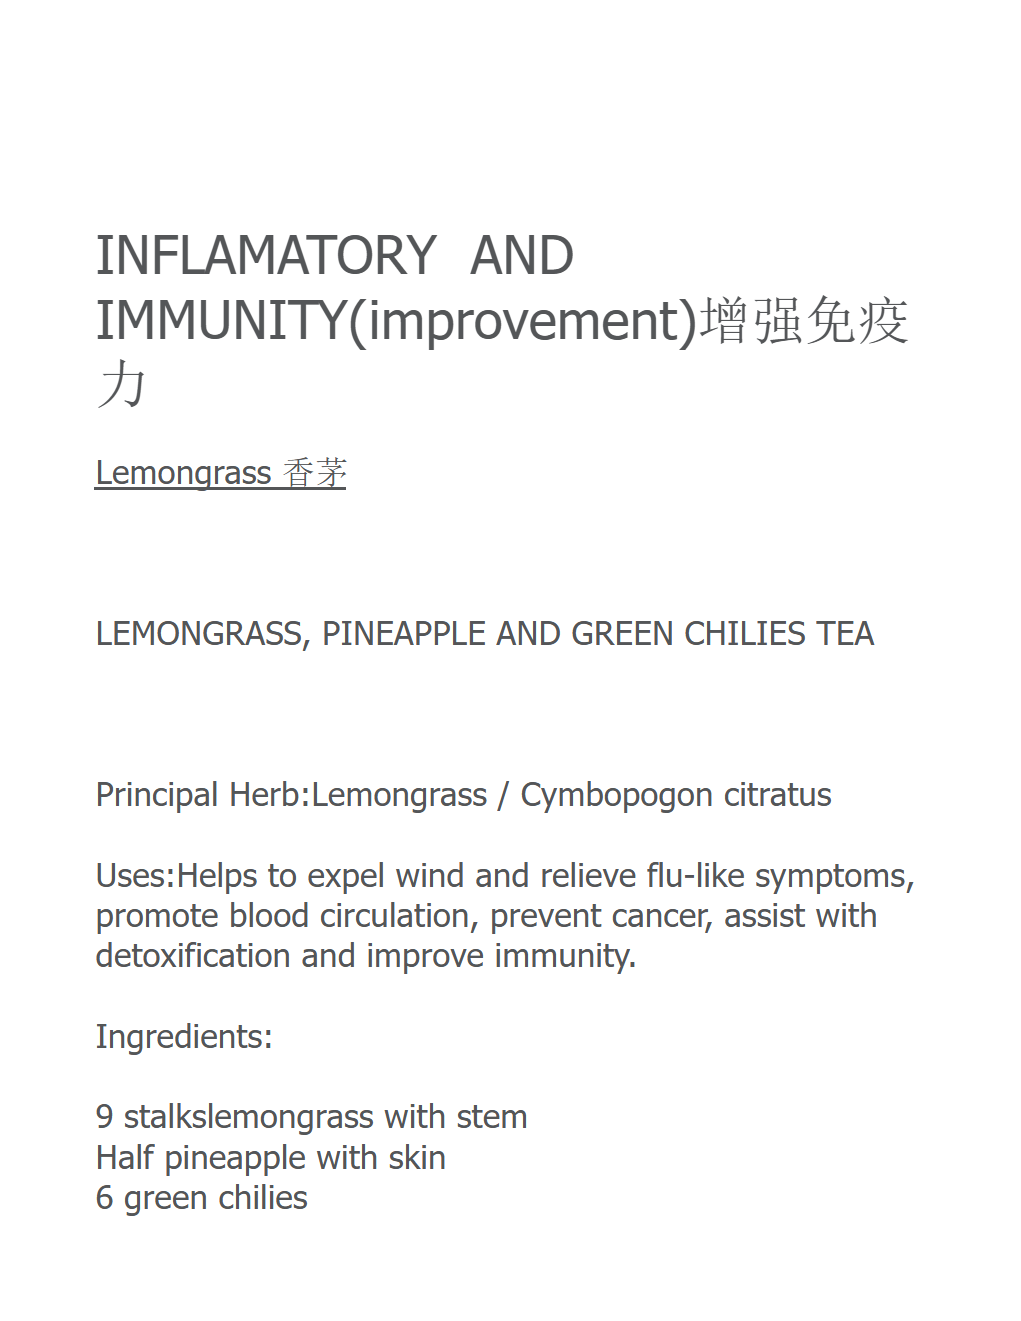 INFLAMATORY  AND
IMMUNITY(improvement)增强免疫
力
Lemongrass 香茅
LEMONGRASS, PINEAPPLE AND GREEN CHILIES TEA
Principal Herb:Lemongrass / Cymbopogon citratus
Uses:Helps to expel wind and relieve flu-like symptoms,
promote blood circulation, prevent cancer, assist with
detoxification and improve immunity.
Ingredients:
9 stalkslemongrass with stem
Half pineapple with skin
6 green chilies